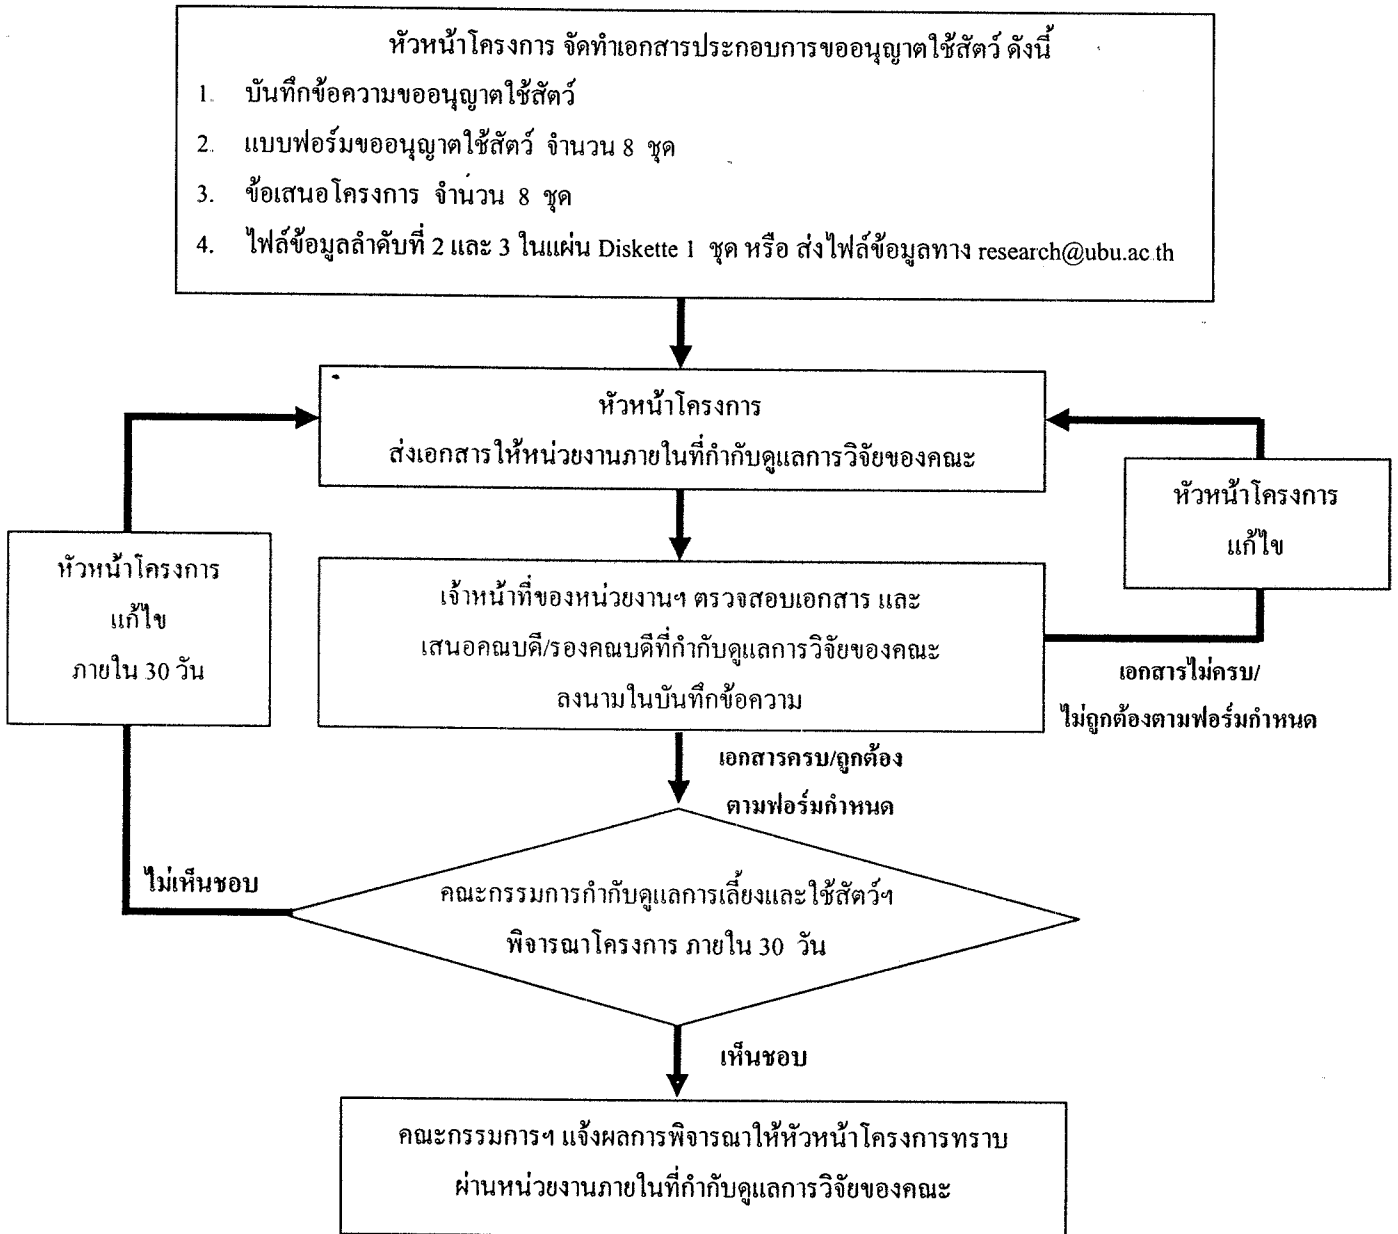 หัวหน้าโครงการ จัดทำเอกสารประกอบการขออนุญาตใช้สัตว์ ดังนี้
1. บันทึกข้อความขออนุญาตใช้สัตว์
2. แบบฟอร์มขออนุญาตใช้สัตว์ จำนวน 8 ชุด
3. ข้อเสนอโครงการ จำนวน 8 ชุด
4. ไฟล์ข้อมูลลำดับที่ 2 และ 3 ในแผ่น Diskette 1 ชุด หรือ ส่งไฟล์ข้อมูลทาง research@ubu.ac.th
หัวหน้าโครงการ
ส่งเอกสารให้หน่วยงานภายในที่กำกับดูแลการวิจัยของคณะ
หัวหน้าโครงการ
แก้ไข
หัวหน้าโครงการ
แก้ไข
ภายใน 30 วัน
เจ้าหน้าที่ของหน่วยงานฯ ตรวจสอบเอกสาร และ
เสนอคณบดี/รองคณบดีที่กำกับดูแลการวิจัยของคณะ
ลงนามในบันทึกข้อความ
เอกสารไม่ครบ/
ไม่ถูกต้องตามฟอร์มกำหนด
เอกสารครบ/ถูกต้อง
ตามฟอร์มกำหนด
ไม่เห็นชอบ
คณะกรรมการกำกับดูแลการเลี้ยงและใช้สัตว์ฯ
พิจารณาโครงการ ภายใน 30 วัน
เห็นชอบ
คณะกรรมการฯ แจ้งผลการพิจารณาให้หัวหน้าโครงการทราบ
ผ่านหน่วยงานภายในที่กำกับดูแลการวิจัยของคณะ